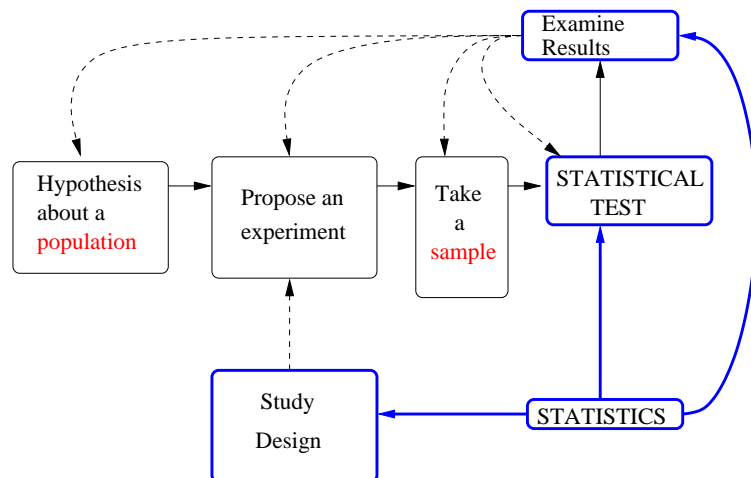 Examine
Results
Hypothesis
about a
population
Propose an
experiment
Take
a
sample
STATISTICAL
TEST
Study
Design
STATISTICS